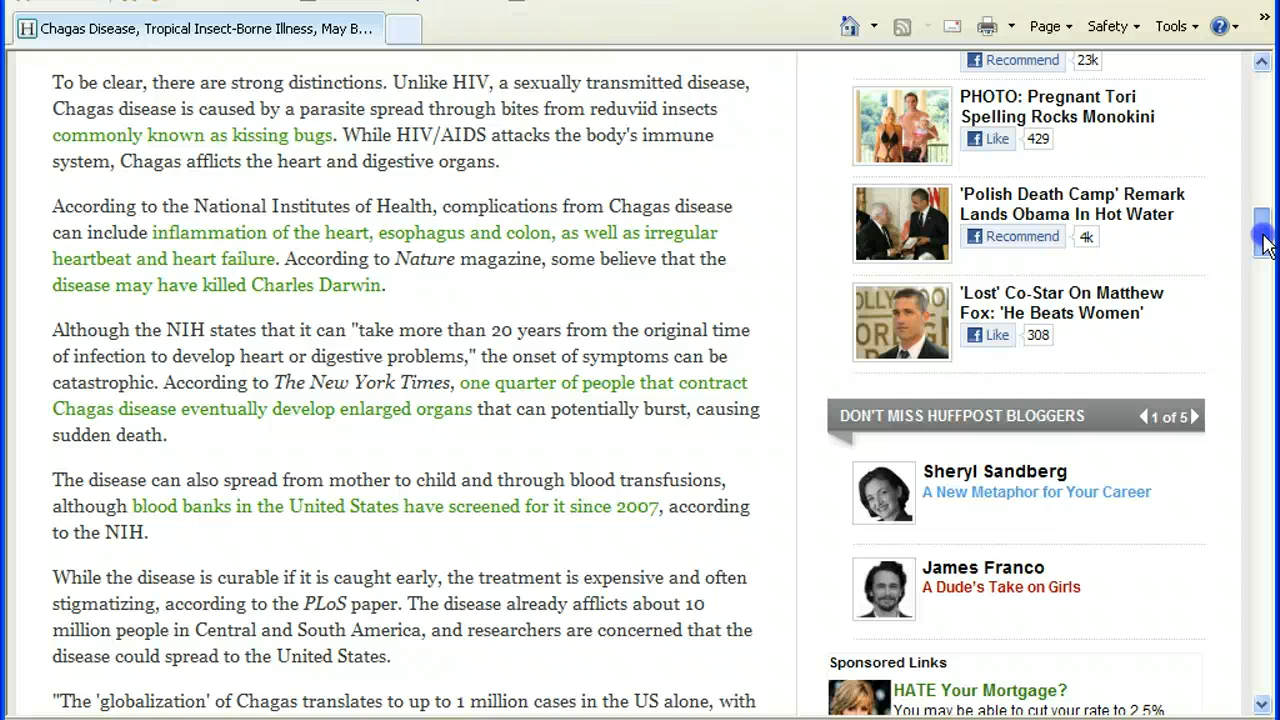 Chagas Disease, Tropical Insect-Borne Illness, May B...
Page
Safety
Tools
To be clear, there are strong distinctions. Unlike HIV, a sexually transmitted disease,
Chagas disease is caused by a parasite spread through bites from reduviid insects
commonly known as kissing bugs. While HIV/AIDS attacks the body's immune
system, Chagas afflicts the heart and digestive organs.
According to the National Institutes of Health, complications from Chagas disease
can include inflammation of the heart, esophagus and colon, as well as irregular
heartbeat and heart failure. According to Nature magazine, some believe that the
disease may have killed Charles Darwin.
Although the NIH states that it can "take more than 20 years from the original time
of infection to develop heart or digestive problems," the onset of symptoms can be
catastrophic. According to The New York Times, one quarter of people that contract
Chagas disease eventually develop enlarged organs that can potentially burst, causing
sudden death.
The disease can also spread from mother to child and through blood transfusions,
although blood banks in the United States have screened for it since 2007, according
to the NIH.
While the disease is curable if it is caught early, the treatment is expensive and often
stigmatizing, according to the PLoS paper. The disease already afflicts about 10
million people in Central and South America, and researchers are concerned that the
disease could spread to the United States.
"The 'globalization' of Chagas translates to up to 1 million cases in the US alone, with
Recommend 23k
PHOTO: Pregnant Tori
Spelling Rocks Monokini
Like 429
'Polish Death Camp' Remark
Lands Obama In Hot Water
Recommend 4k
'Lost' Co-Star On Matthew
Fox: 'He Beats Women'
Like 308
DON'T MISS HUFFPOST BLOGGERS 1 of 5
Sheryl Sandberg
A New Metaphor for Your Career
James Franco
A Dude's Take on Girls
Sponsored Links
HATE Your Mortgage?
You may be able to cut your rate to 2.5%